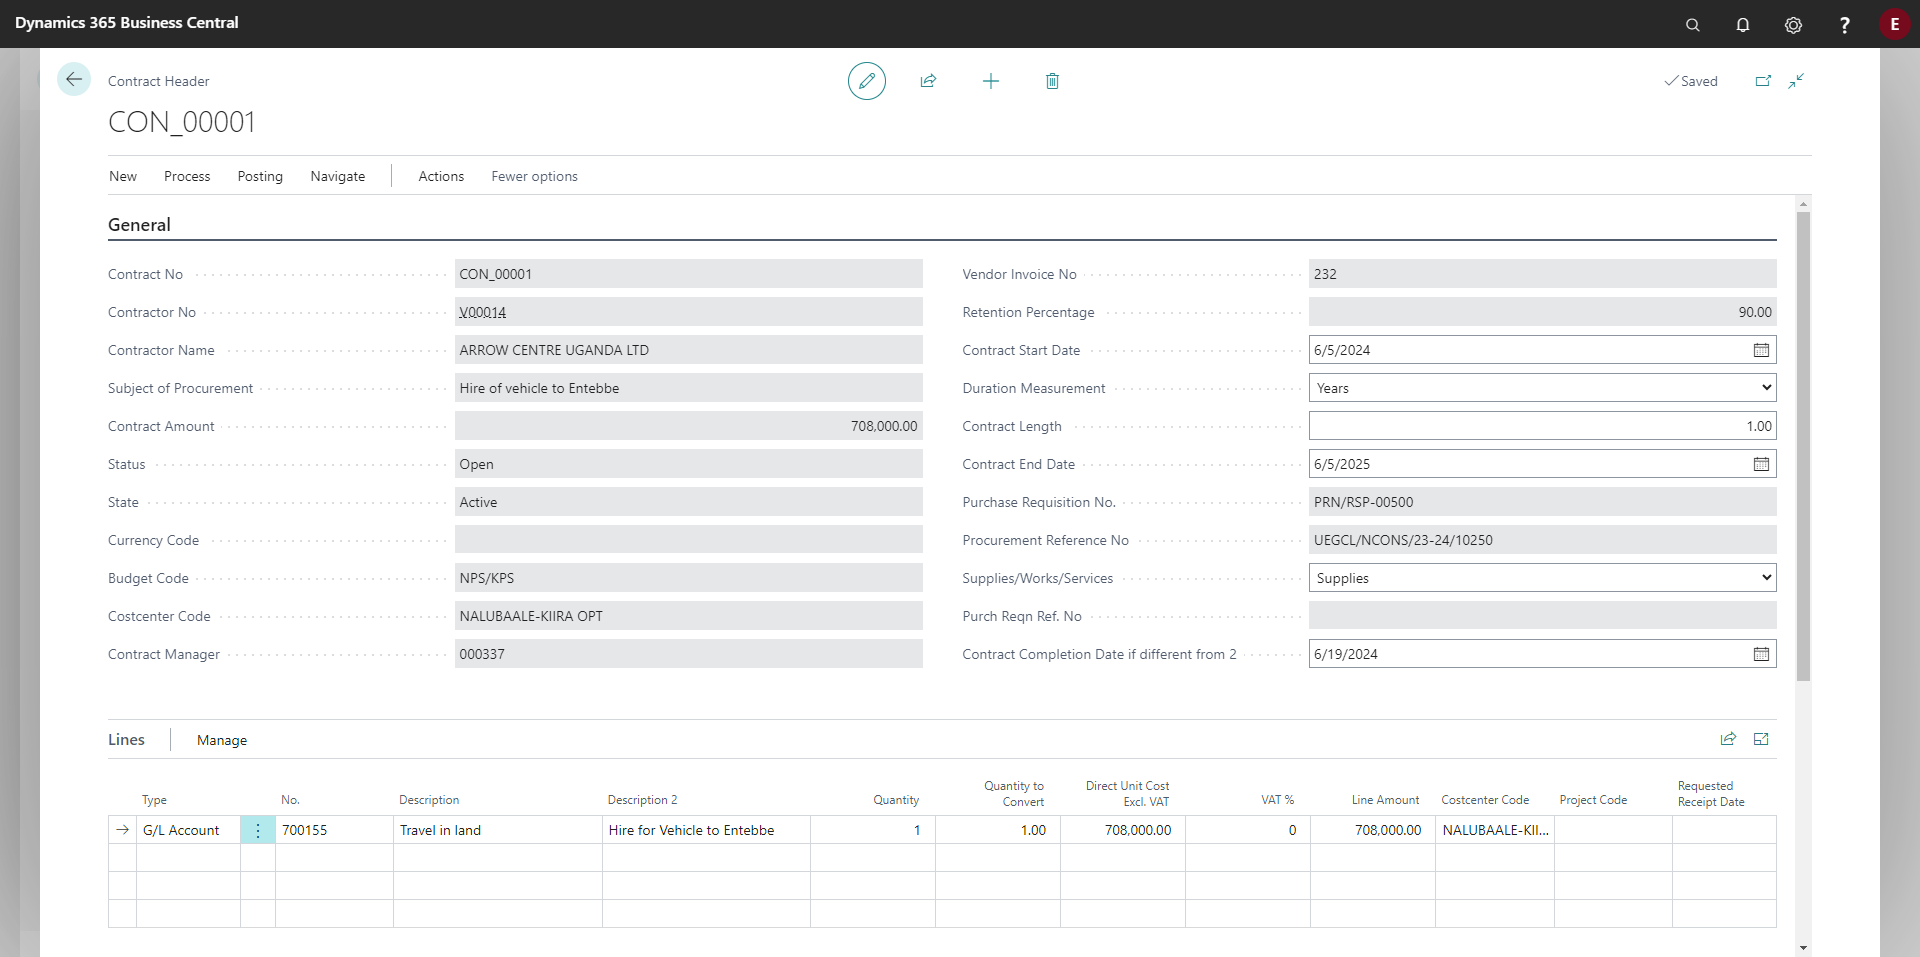 Dynamics 365 Business Central
E
Contract Header
Saved
CON_00001
New Process Posting Navigate Actions Fewer options
General
Contract No CON_00001
Contractor No V00014
Contractor Name ARROW CENTRE UGANDA LTD
Subject of Procurement Hire of vehicle to Entebbe
Contract Amount 708,000.00
Status Open
State Active
Currency Code
Budget Code NPS/KPS
Costcenter Code NALUBAALE-KIIRA OPT
Contract Manager 000337
Vendor Invoice No 232
Retention Percentage 90.00
Contract Start Date 6/5/2024
Duration Measurement Years
Contract Length 1.00
Contract End Date 6/5/2025
Purchase Requisition No. PRN/RSP-00500
Procurement Reference No UEGCL/NCONS/23-24/10250
Supplies/Works/Services Supplies
Purch Reqn Ref. No
Contract Completion Date if different from 2 6/19/2024
Lines Manage
Type No. Description Description 2 Quantity Quantity to Convert Direct Unit Cost Excl. VAT VAT % Line Amount Costcenter Code Project Code Requested Receipt Date
G/L Account 700155 Travel in land Hire for Vehicle to Entebbe 1 1.00 708,000.00 0 708,000.00 NALUBAALE-KII...